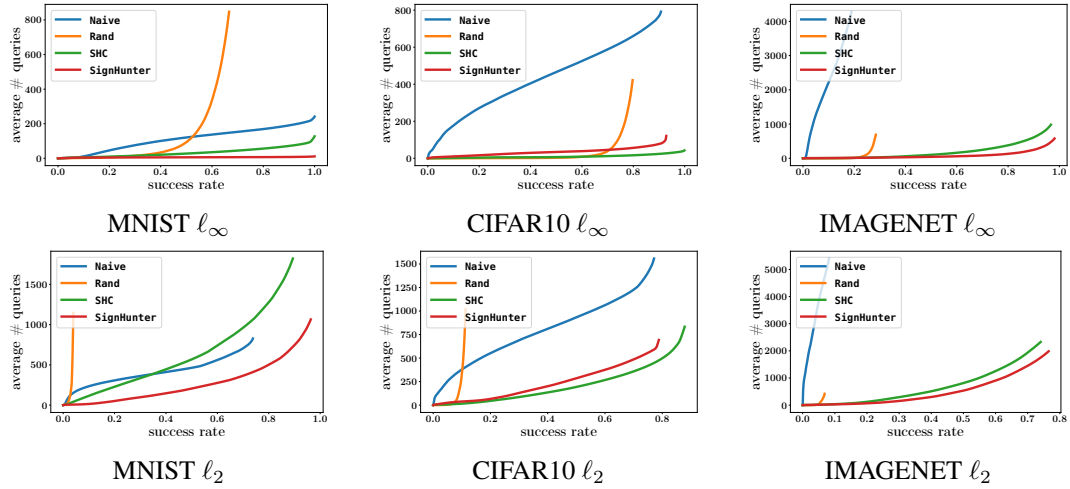 800
600
400
200
0
average # queries
Naive
Rand
SHC
SignHunter
0.0 0.2 0.4 0.6 0.8 1.0
success rate
MNIST ℓ∞
800
600
400
200
0
average # queries
Naive
Rand
SHC
SignHunter
0.0 0.2 0.4 0.6 0.8 1.0
success rate
CIFAR10 ℓ∞
4000
3000
2000
1000
0
average # queries
Naive
Rand
SHC
SignHunter
0.0 0.2 0.4 0.6 0.8 1.0
success rate
IMAGENET ℓ∞
1500
1000
500
0
average # queries
Naive
Rand
SHC
SignHunter
0.0 0.2 0.4 0.6 0.8 1.0
success rate
MNIST ℓ2
1500
1250
1000
750
500
250
0
average # queries
Naive
Rand
SHC
SignHunter
0.0 0.2 0.4 0.6 0.8
success rate
CIFAR10 ℓ2
5000
4000
3000
2000
1000
0
average # queries
Naive
Rand
SHC
SignHunter
0.0 0.1 0.2 0.3 0.4 0.5 0.6 0.7 0.8
success rate
IMAGENET ℓ2